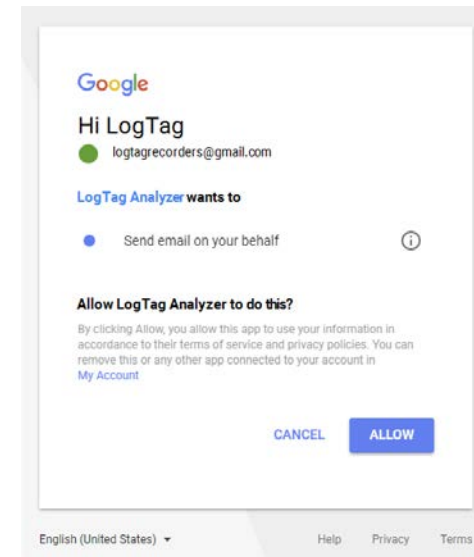 Google
Hi LogTag
logtagrecorders@gmail.com
LogTag Analyzer wants to
Send email on your behalf
Allow LogTag Analyzer to do this?
By clicking Allow, you allow this app to use your information in
accordance to their terms of service and privacy policies. You can
remove this or any other app connected to your account in
My Account
CANCEL ALLOW
English (United States) Help Privacy Terms